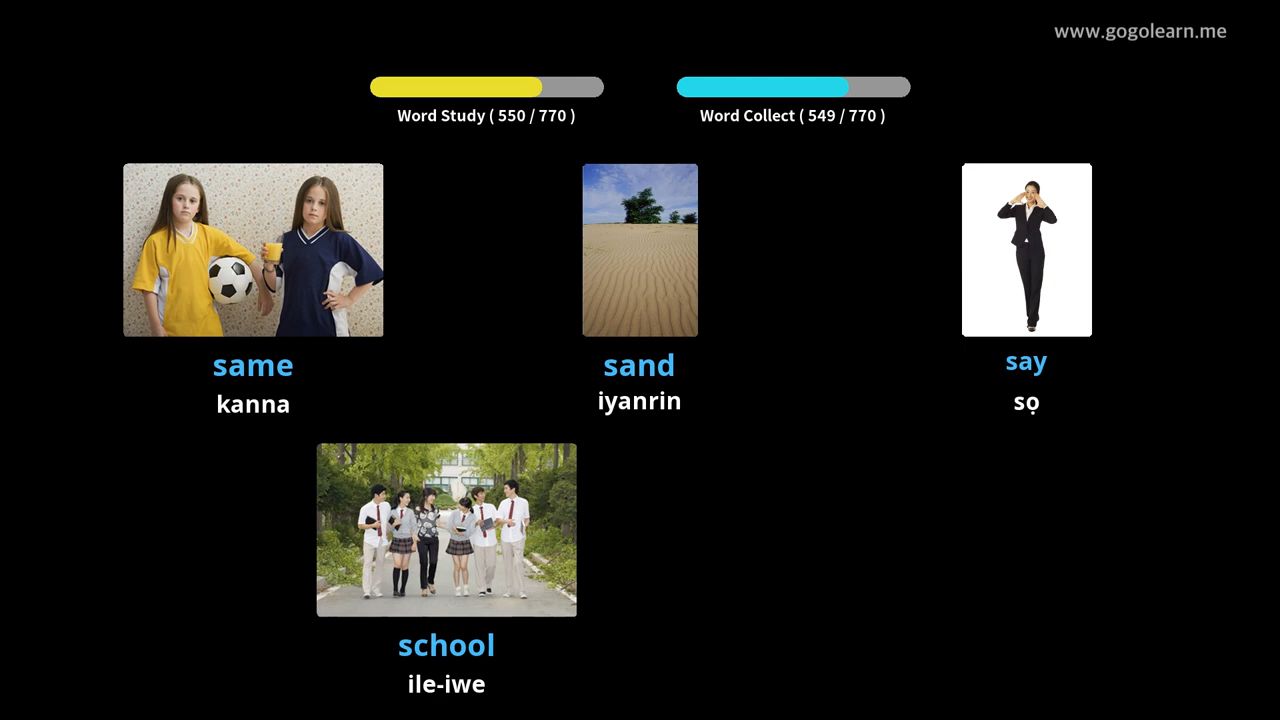 www.gogolearn.me
Word Study ( 550 / 770 )
Word Collect ( 549 / 770 )
same
kanna
sand
iyanrin
say
sọ
school
ile-iwe